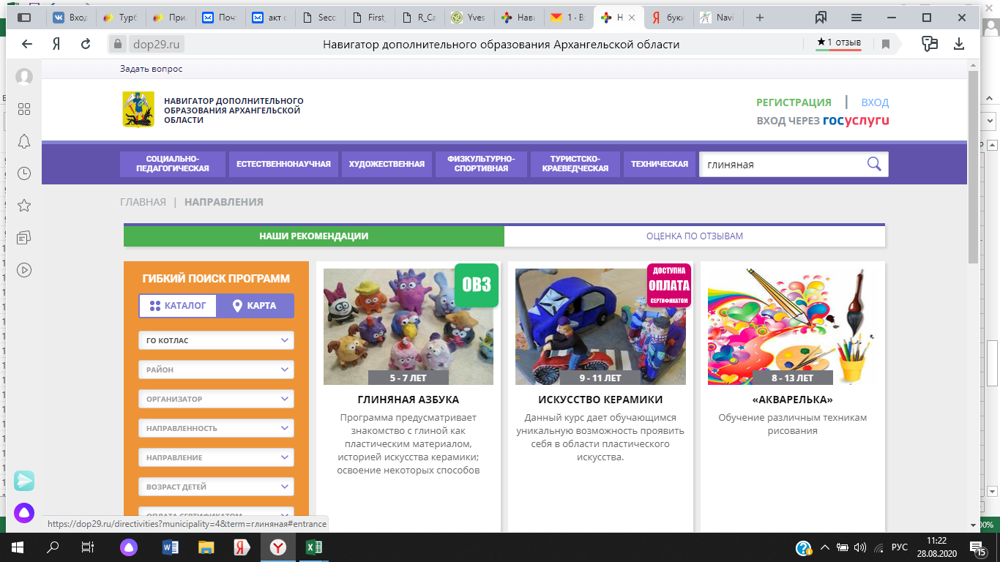 Вход
Турб
При
Поч
акт с
Secc
First_
R_Ca
Yves
Нави
1 · В
Н
буки
Navi
Я
dop29.ru
Навигатор дополнительного образования Архангельской области
★1 отзыв
Задать вопрос
НАВИГАТОР ДОПОЛНИТЕЛЬНОГО
ОБРАЗОВАНИЯ АРХАНГЕЛЬСКОЙ
ОБЛАСТИ
РЕГИСТРАЦИЯ | ВХОД
ВХОД ЧЕРЕЗ госуслуги
СОЦИАЛЬНО-
ПЕДАГОГИЧЕСКАЯ
ЕСТЕСТВЕННОНАУЧНАЯ
ХУДОЖЕСТВЕННАЯ
ФИЗКУЛЬТУРНО-
СПОРТИВНАЯ
ТУРИСТСКО-
КРАЕВЕДЧЕСКАЯ
ТЕХНИЧЕСКАЯ
глиняная
ГЛАВНАЯ | НАПРАВЛЕНИЯ
НАШИ РЕКОМЕНДАЦИИ
ОЦЕНКА ПО ОТЗЫВАМ
ГИБКИЙ ПОИСК ПРОГРАММ
КАТАЛОГ
КАРТА
ГО КОТЛАС
РАЙОН
ОРГАНИЗАТОР
НАПРАВЛЕННОСТЬ
НАПРАВЛЕНИЕ
ВОЗРАСТ ДЕТЕЙ
ОПЛАТА СЕРТИФИКАТОМ
ОВЗ
5 - 7 ЛЕТ
ГЛИНЯНАЯ АЗБУКА
Программа предусматривает
знакомство с глиной как
пластическим материалом,
историей искусства керамики;
освоение некоторых способов
ДОСТУПНА
ОПЛАТА
СЕРТИФИКАТОМ
9 - 11 ЛЕТ
ИСКУССТВО КЕРАМИКИ
Данный курс дает обучающимся
уникальную возможность проявить
себя в области пластического
искусства.
8 - 13 ЛЕТ
«АКВАРЕЛЬКА»
Обучение различным техникам
рисования
https://dop29.ru/directivities?municipality=4&term=глиняная#entrance
РУС
11:22
28.08.2020
15